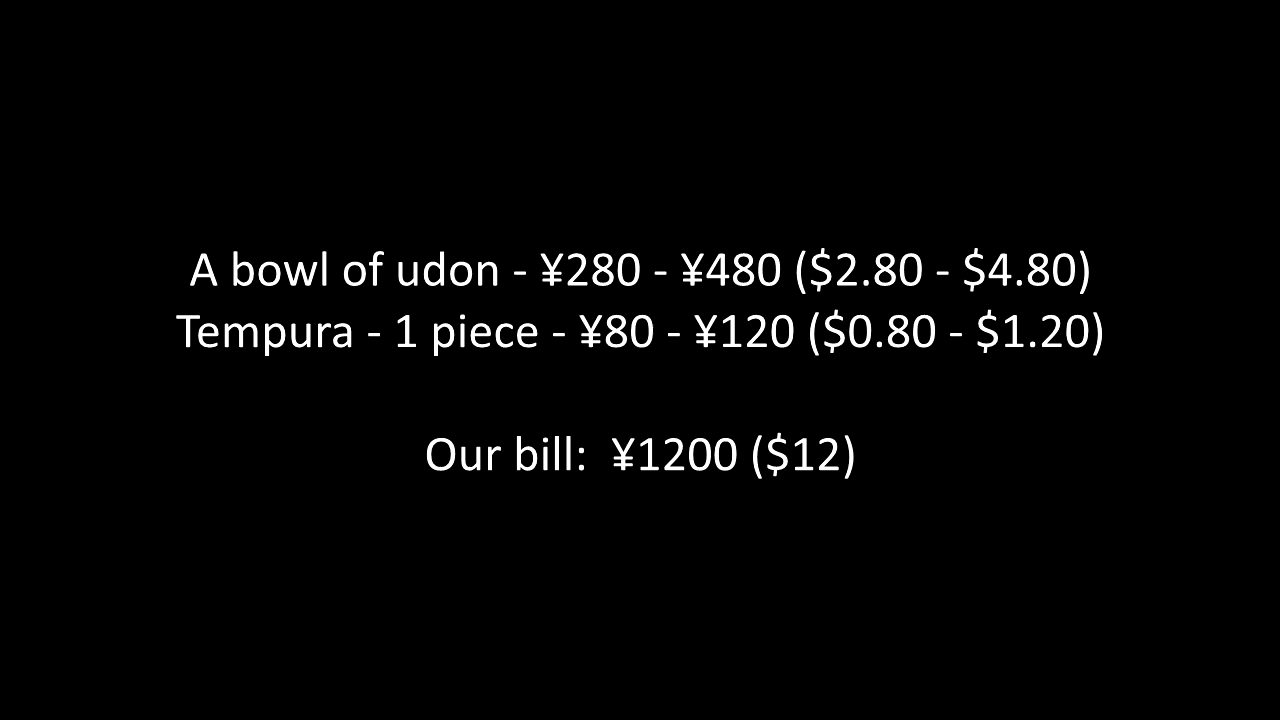 A bowl of udon - ¥280 - ¥480 ($2.80 - $4.80)
Tempura - 1 piece - ¥80 - ¥120 ($0.80 - $1.20)
Our bill:  ¥1200 ($12)